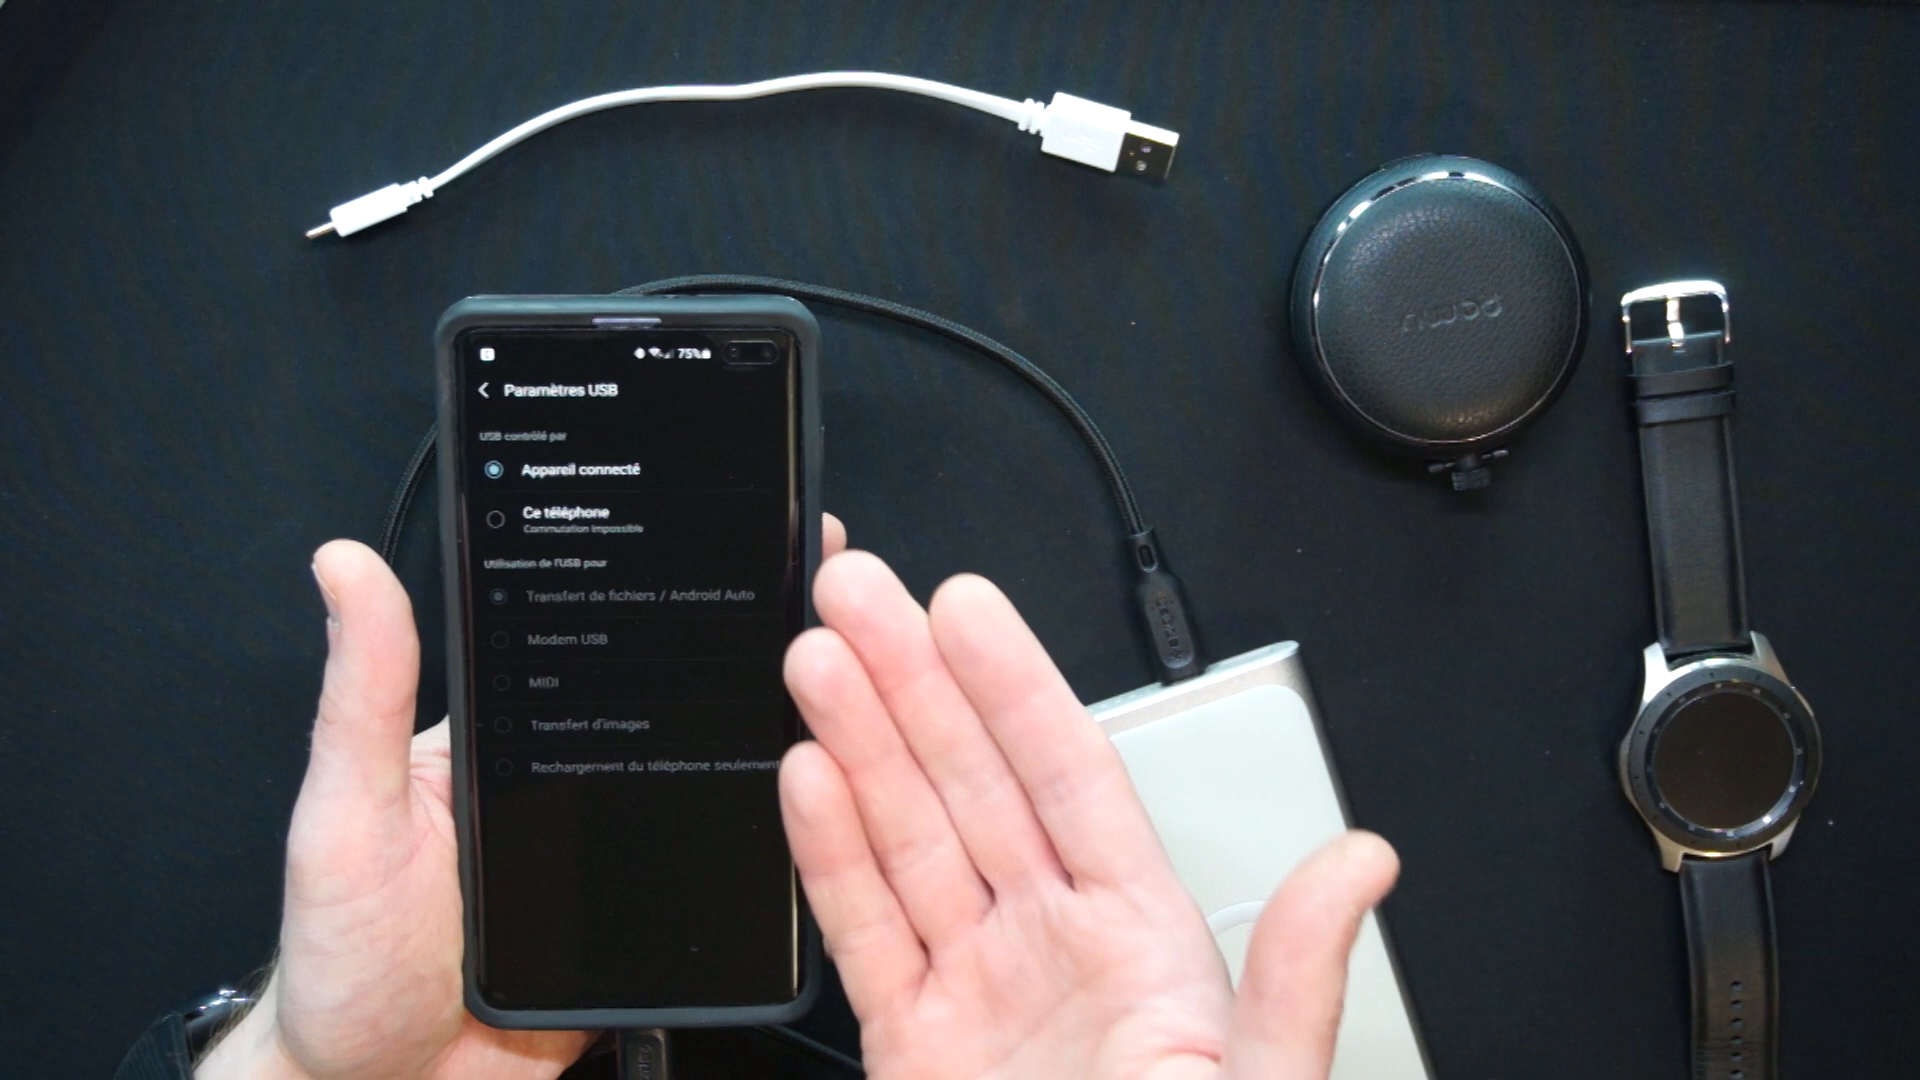 75%
Paramètres USB
USB contrôlé par
Appareil connecté
Ce téléphone
Commutation impossible
Utilisation de l'USB pour
Transfert de fichiers / Android Auto
Modem USB
MIDI
Transfert d'images
Rechargement du téléphone seulement
Pamu